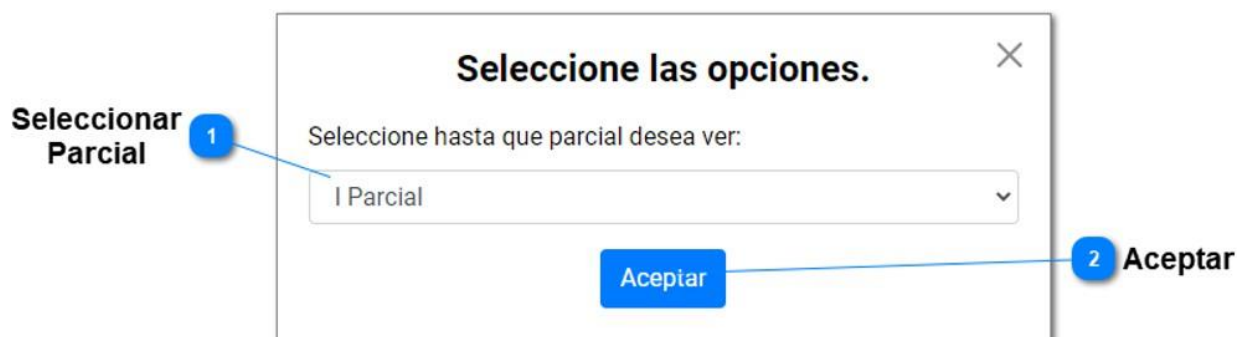 Seleccione las opciones.
Seleccionar
Parcial
1
Seleccione hasta que parcial desea ver:
I Parcial
Aceptar
2 Aceptar